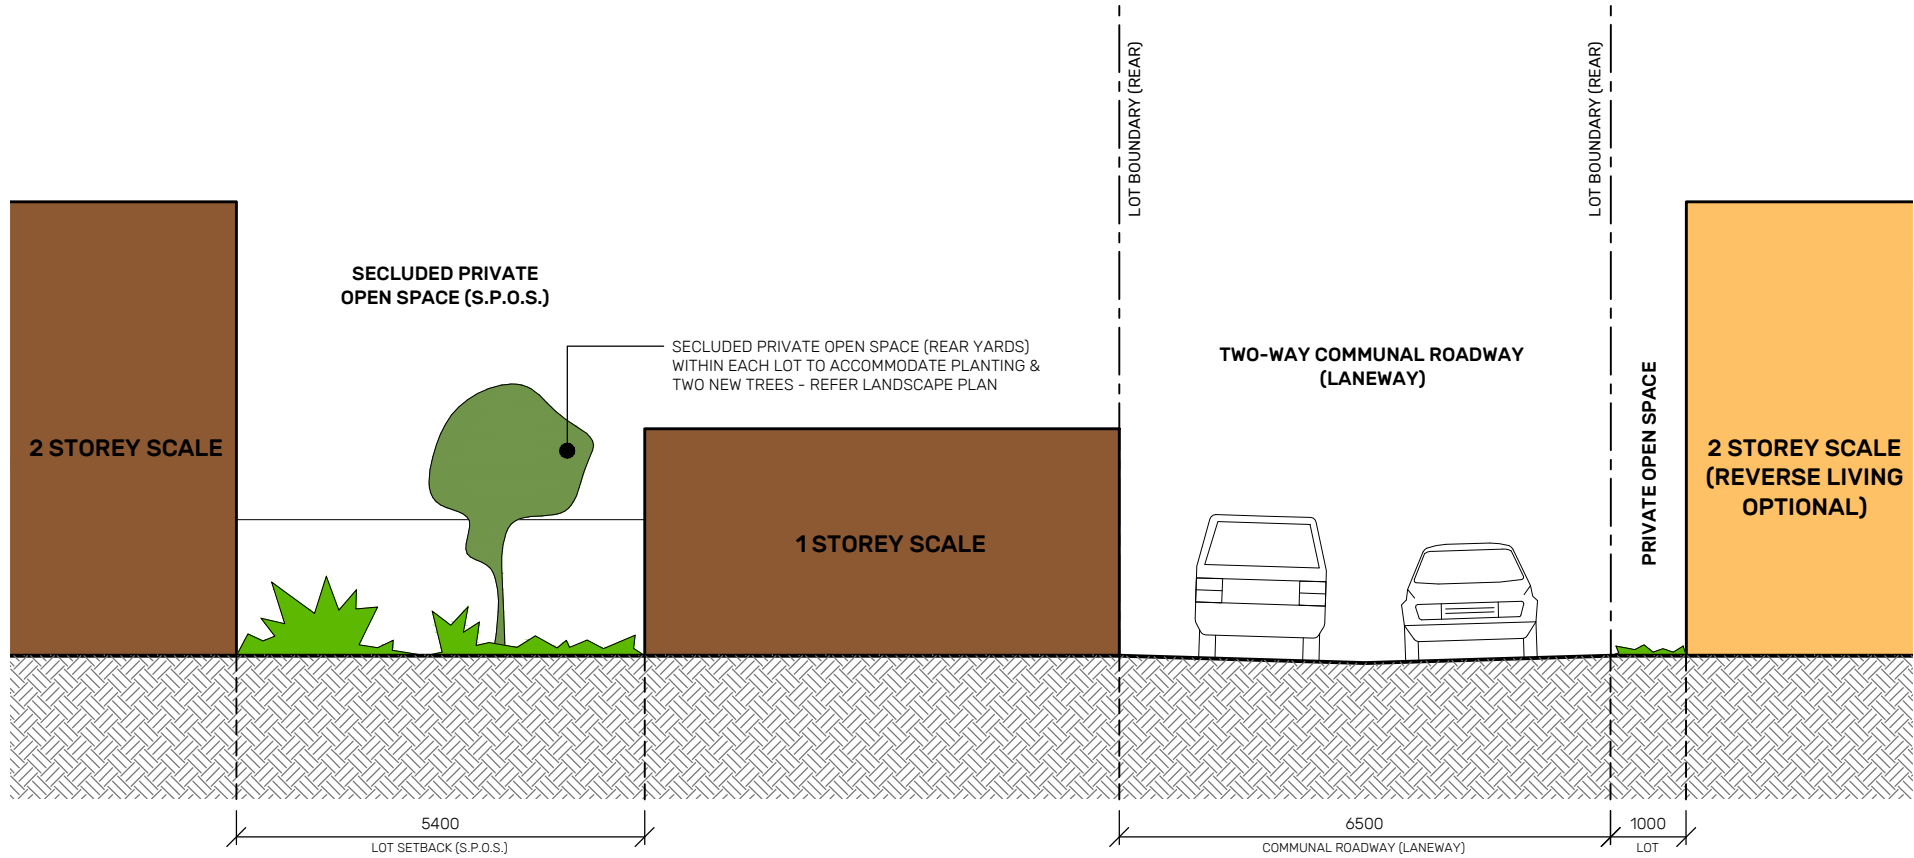 LOT BOUNDARY (REAR)
LOT BOUNDARY (REAR)
SECLUDED PRIVATE
OPEN SPACE (S.P.O.S.)
SECLUDED PRIVATE OPEN SPACE (REAR YARDS)
WITHIN EACH LOT TO ACCOMMODATE PLANTING &
TWO NEW TREES - REFER LANDSCAPE PLAN
TWO-WAY COMMUNAL ROADWAY
(LANEWAY)
PRIVATE OPEN SPACE
2 STOREY SCALE
1 STOREY SCALE
2 STOREY SCALE
(REVERSE LIVING
OPTIONAL)
5400
LOT SETBACK (S.P.O.S.)
6500
COMMUNAL ROADWAY (LANEWAY)
1000
LOT